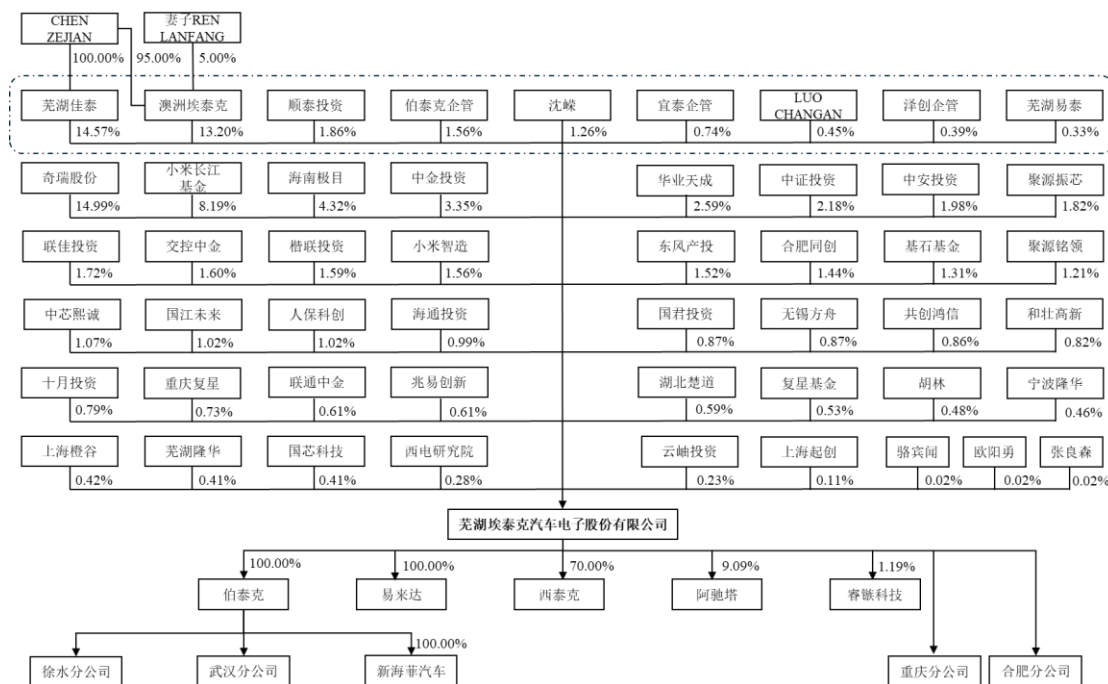 CHEN
ZEJIAN
妻子REN
LANFANG
100.00%
95.00%
5.00%
芜湖佳泰
澳洲埃泰克
顺泰投资
伯泰克企管
沈嵘
宜泰企管
LUO
CHANGAN
泽创企管
芜湖易泰
14.57%
13.20%
1.86%
1.56%
1.26%
0.74%
0.45%
0.39%
0.33%
奇瑞股份
小米长江
基金
海南极目
中金投资
华业天成
中证投资
中安投资
聚源振芯
14.99%
8.19%
4.32%
3.35%
2.59%
2.18%
1.98%
1.82%
联佳投资
交控中金
楷联投资
小米智造
东风产投
合肥同创
基石基金
聚源铭领
1.72%
1.60%
1.59%
1.56%
1.52%
1.44%
1.31%
1.21%
中芯熙诚
国江未来
人保科创
海通投资
国君投资
无锡方舟
共创鸿信
和壮高新
1.07%
1.02%
1.02%
0.99%
0.87%
0.87%
0.86%
0.82%
十月投资
重庆复星
联通中金
兆易创新
湖北楚道
复星基金
胡林
宁波隆华
0.79%
0.73%
0.61%
0.61%
0.59%
0.53%
0.48%
0.46%
上海橙谷
芜湖隆华
国芯科技
西电研究院
云岫投资
上海起创
骆宾闻
欧阳勇
张良森
0.42%
0.41%
0.41%
0.28%
0.23%
0.11%
0.02%
0.02%
0.02%
芜湖埃泰克汽车电子股份有限公司
100.00%
100.00%
70.00%
9.09%
1.19%
伯泰克
易来达
西泰克
阿驰塔
睿镞科技
100.00%
徐水分公司
武汉分公司
新海菲汽车
重庆分公司
合肥分公司